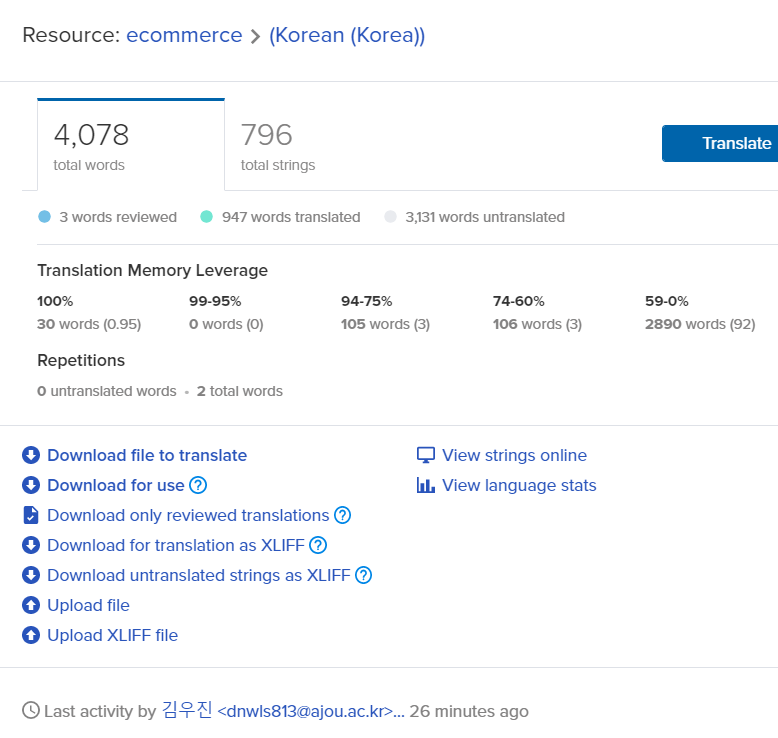 Resource: ecommerce > (Korean (Korea))
4,078 796
total words total strings
Translate
3 words reviewed 947 words translated 3,131 words untranslated
Translation Memory Leverage
100% 99-95% 94-75% 74-60% 59-0%
30 words (0.95) 0 words (0) 105 words (3) 106 words (3) 2890 words (92)
Repetitions
0 untranslated words • 2 total words
Download file to translate View strings online
Download for use ? View language stats
Download only reviewed translations ?
Download for translation as XLIFF ?
Download untranslated strings as XLIFF ?
Upload file
Upload XLIFF file
Last activity by 김우진 <dnwls813@ajou.ac.kr>... 26 minutes ago